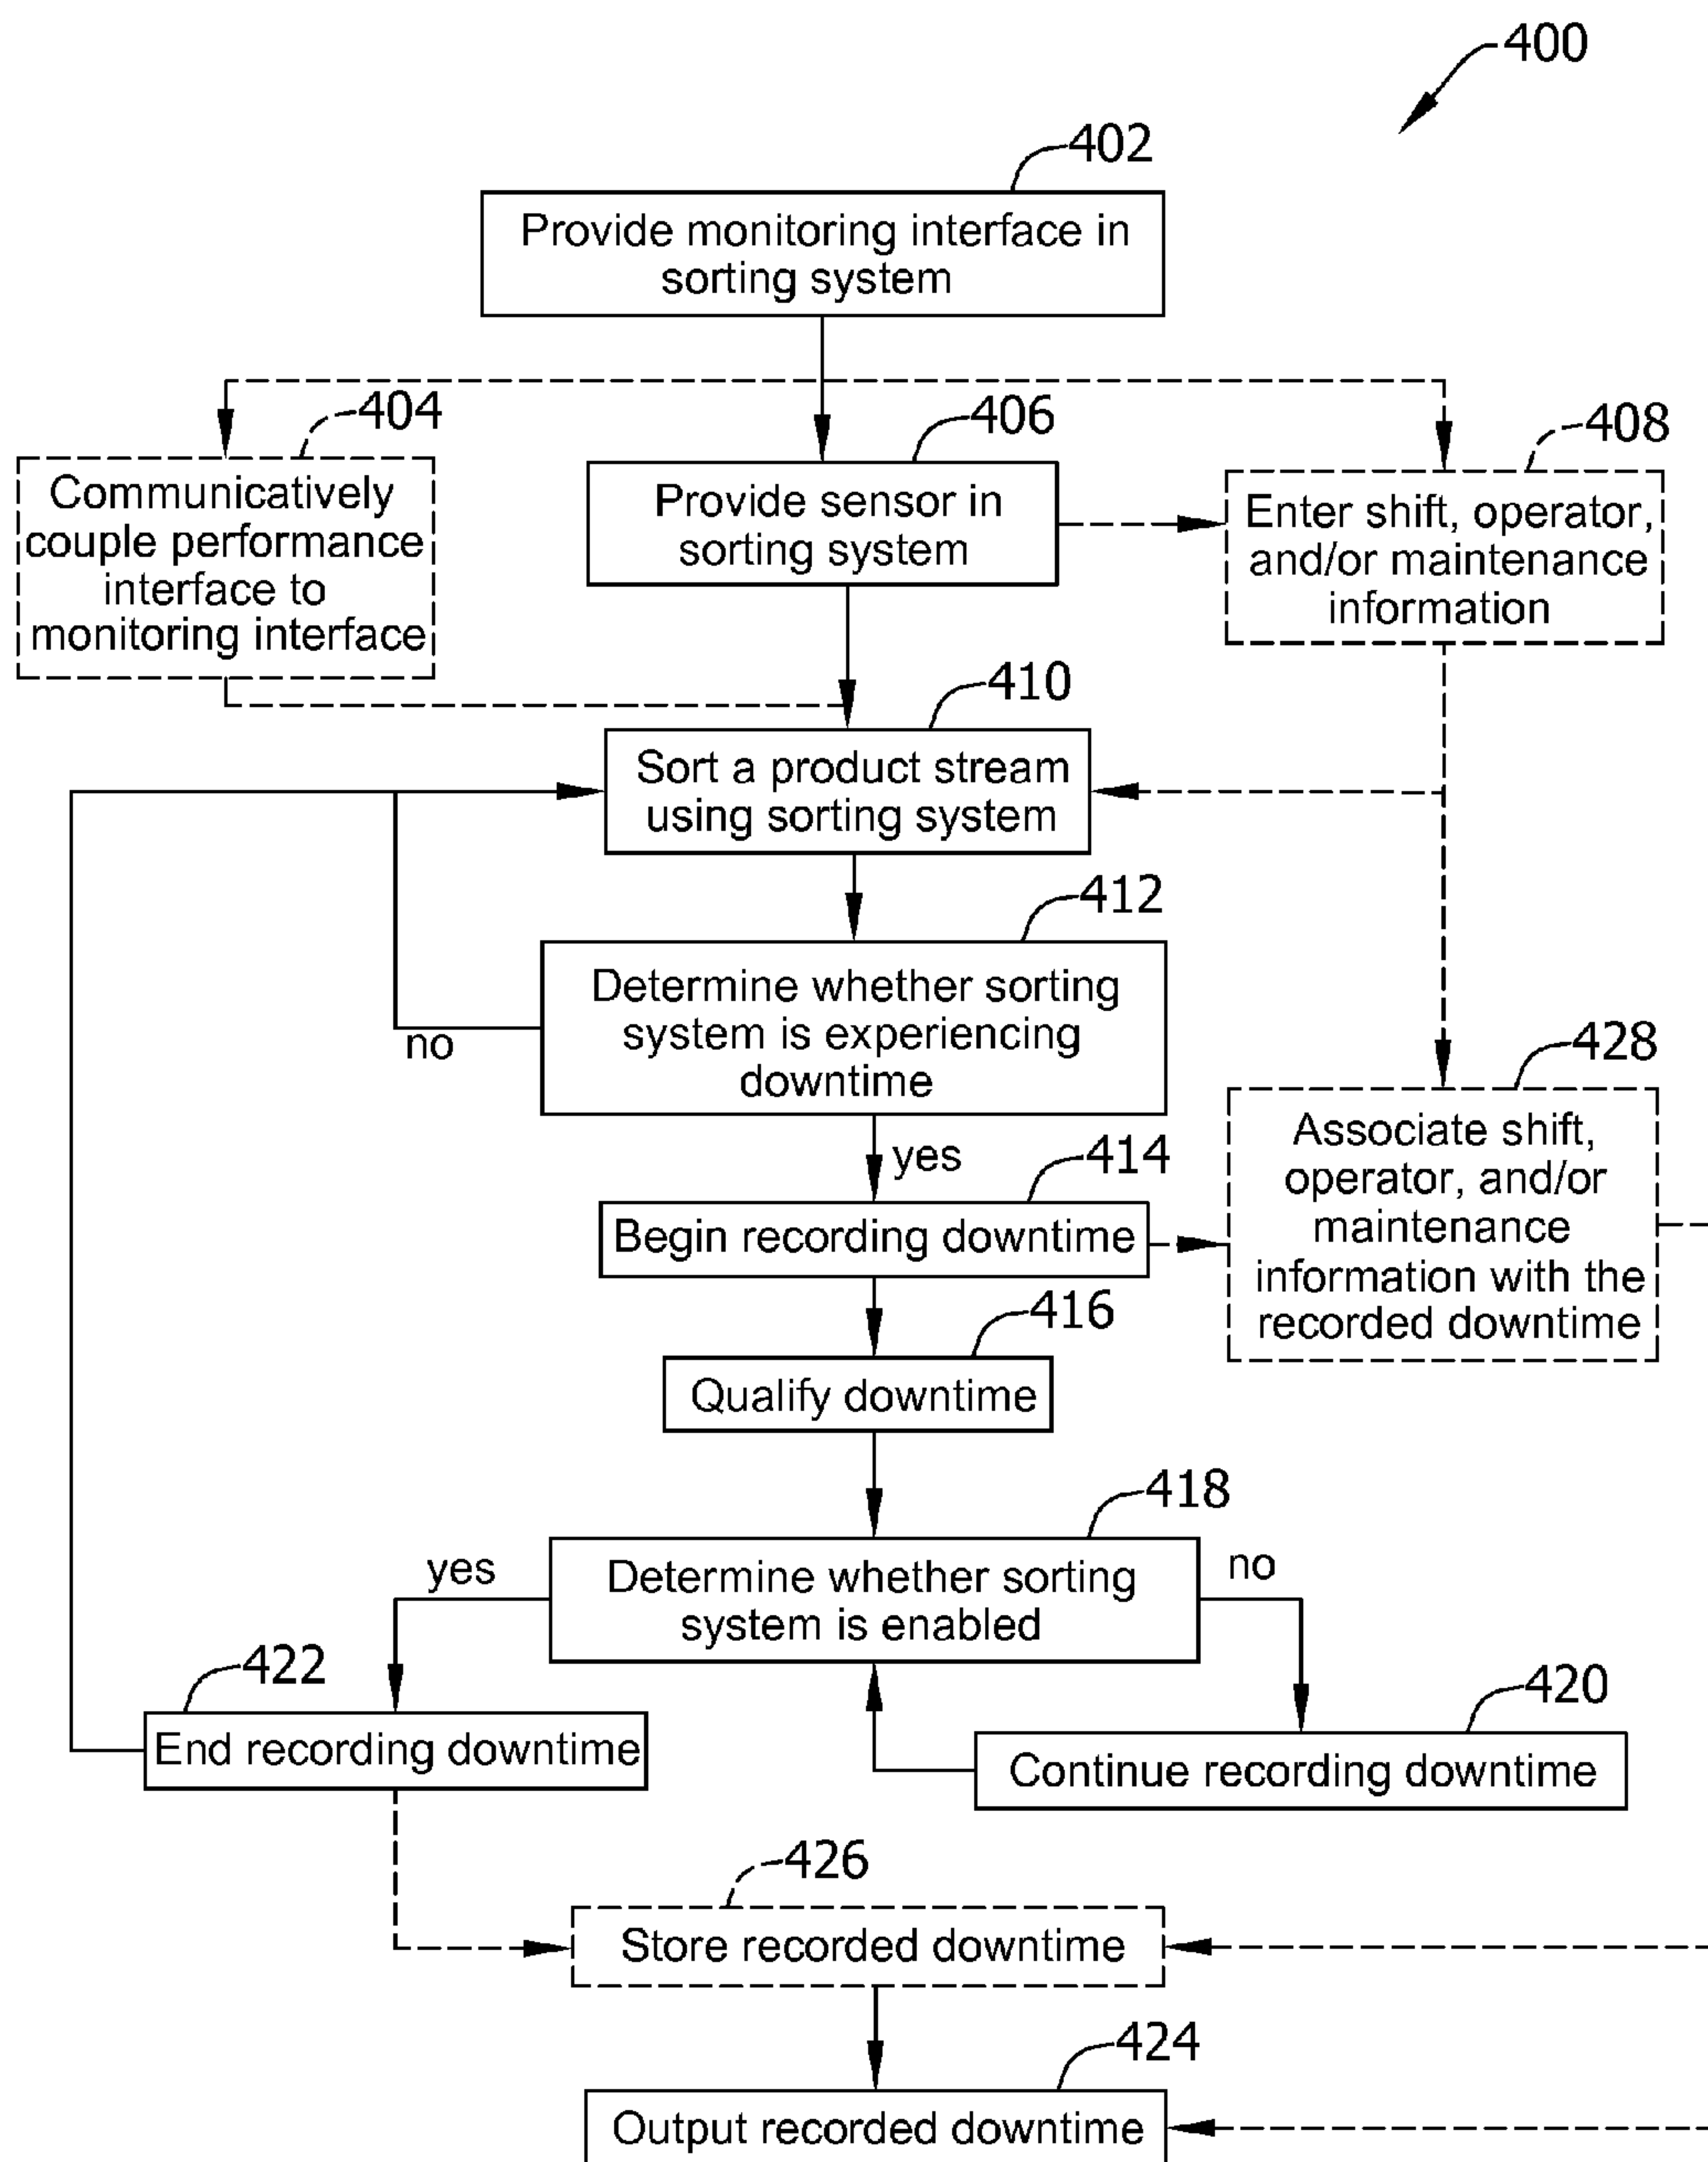 400
402
Provide monitoring interface in
sorting system
404
406
408
Communicatively
couple performance
interface to
monitoring interface
Provide sensor in
sorting system
Enter shift, operator,
and/or maintenance
information
410
Sort a product stream
using sorting system
412
Determine whether sorting
system is experiencing
downtime
no
yes
414
428
Begin recording downtime
Associate shift,
operator, and/or
maintenance
information with the
recorded downtime
416
Qualify downtime
418
Determine whether sorting
system is enabled
yes
no
422
420
End recording downtime
Continue recording downtime
426
Store recorded downtime
424
Output recorded downtime